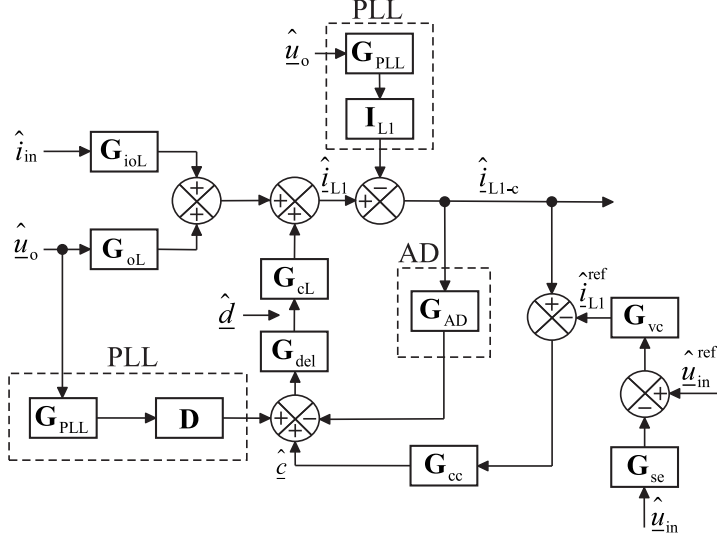 PLL
û_o
G_PLL
I_L1
î_in
G_ioL
+
+
+
+
î_L1
+
−
î_L1-c
û_o
G_oL
G_cL
d̂
G_del
AD
G_AD
+
−
î_L1^ref
G_vc
û_in^ref
+
−
PLL
G_PLL
D
+
+
−
ĉ
G_cc
G_se
û_in